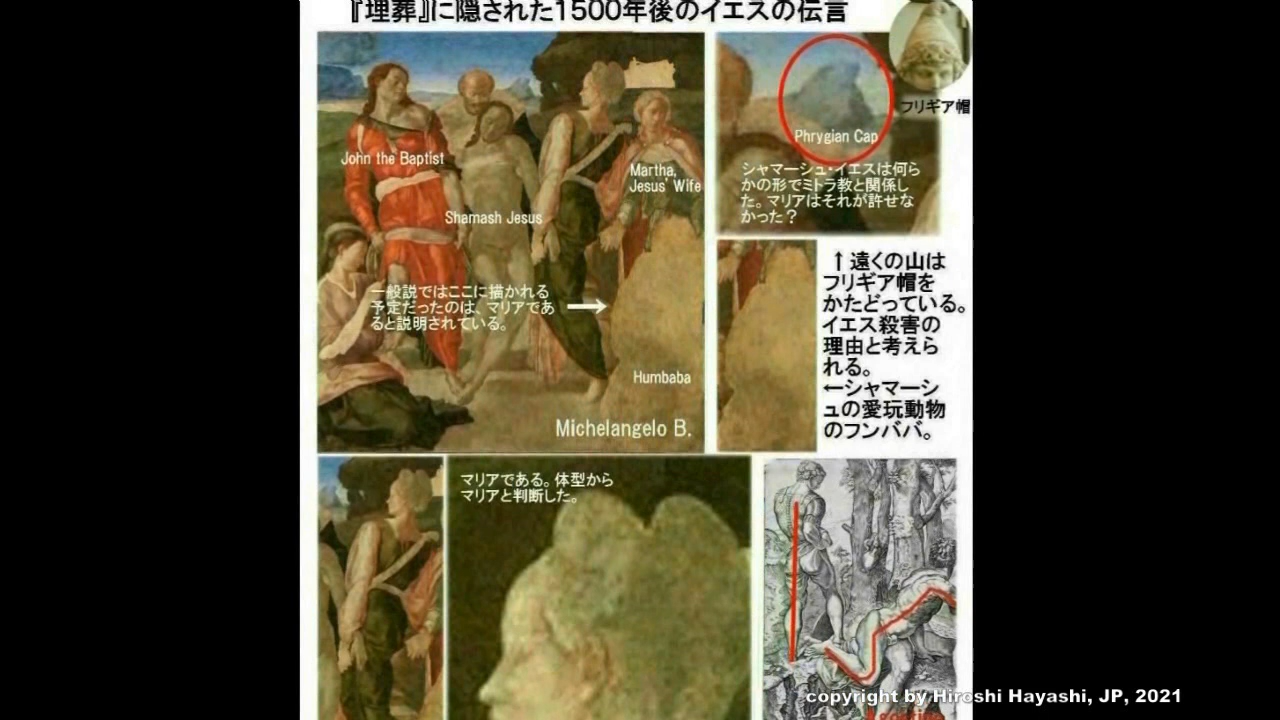 『埋葬』に隠された1500年後のイエスの伝言
John the Baptist
Shamash Jesus
Martha,
Jesus' Wife
一般説ではここに描かれる
予定だったのは、マリアであ
ると説明されている。
Humbaba
Michelangelo B.
フリギア帽
Phrygian Cap
シャマーシュ・イエスは何ら
かの形でミトラ教と関係し
た。マリアはそれが許せな
かった？
↑遠くの山は
フリギア帽を
かたどっている。
イエス殺害の
理由と考えら
れる。
←シャマーシ
ュの愛玩動物
のフンババ。
マリアである。体型から
マリアと判断した。
copyright by Hiroshi Hayashi, JP, 2021